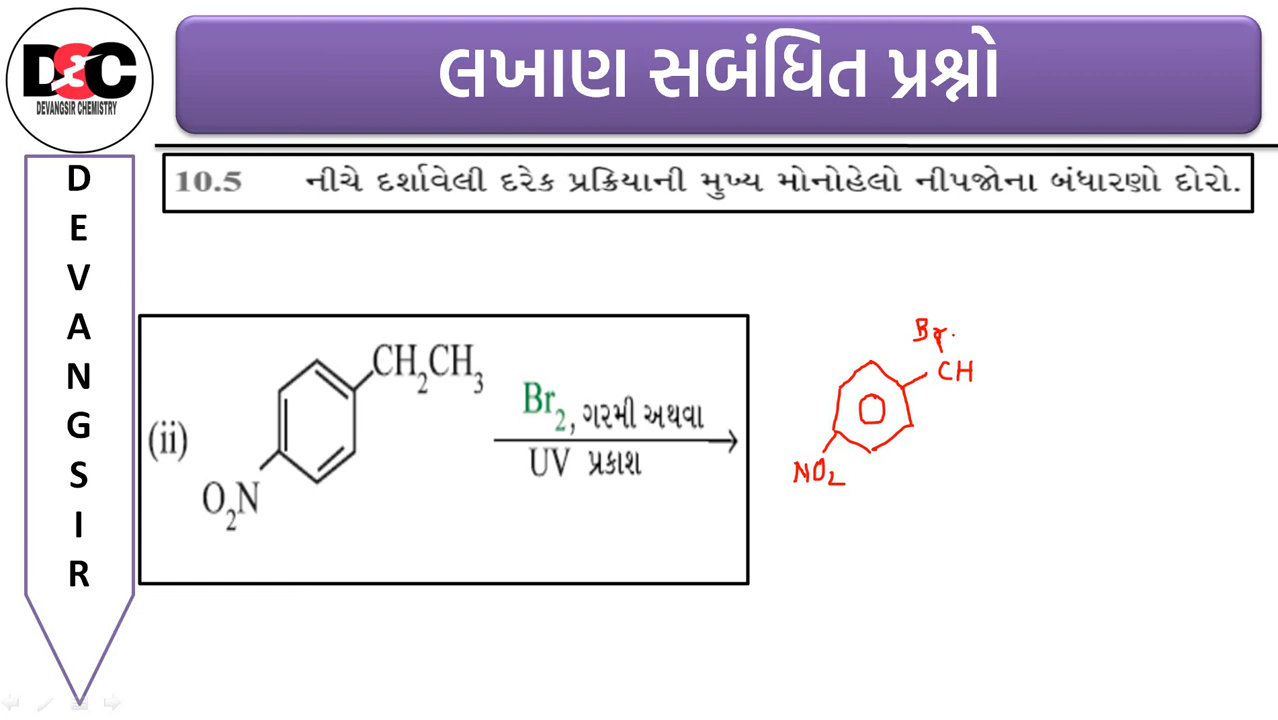 DSC
DEVANGSIR CHEMISTRY
લખાણ સબંધિત પ્રશ્નો
D
E
V
A
N
G
S
I
R
10.5 નીચે દર્શાવેલી દરેક પ્રક્રિયાની મુખ્ય મોનોહેલો નીપજોના બંધારણો દોરો.
(ii)
CH₂CH₃
O₂N
Br₂, ગરમી અથવા
UV પ્રકાશ
Br.
CH
NO₂